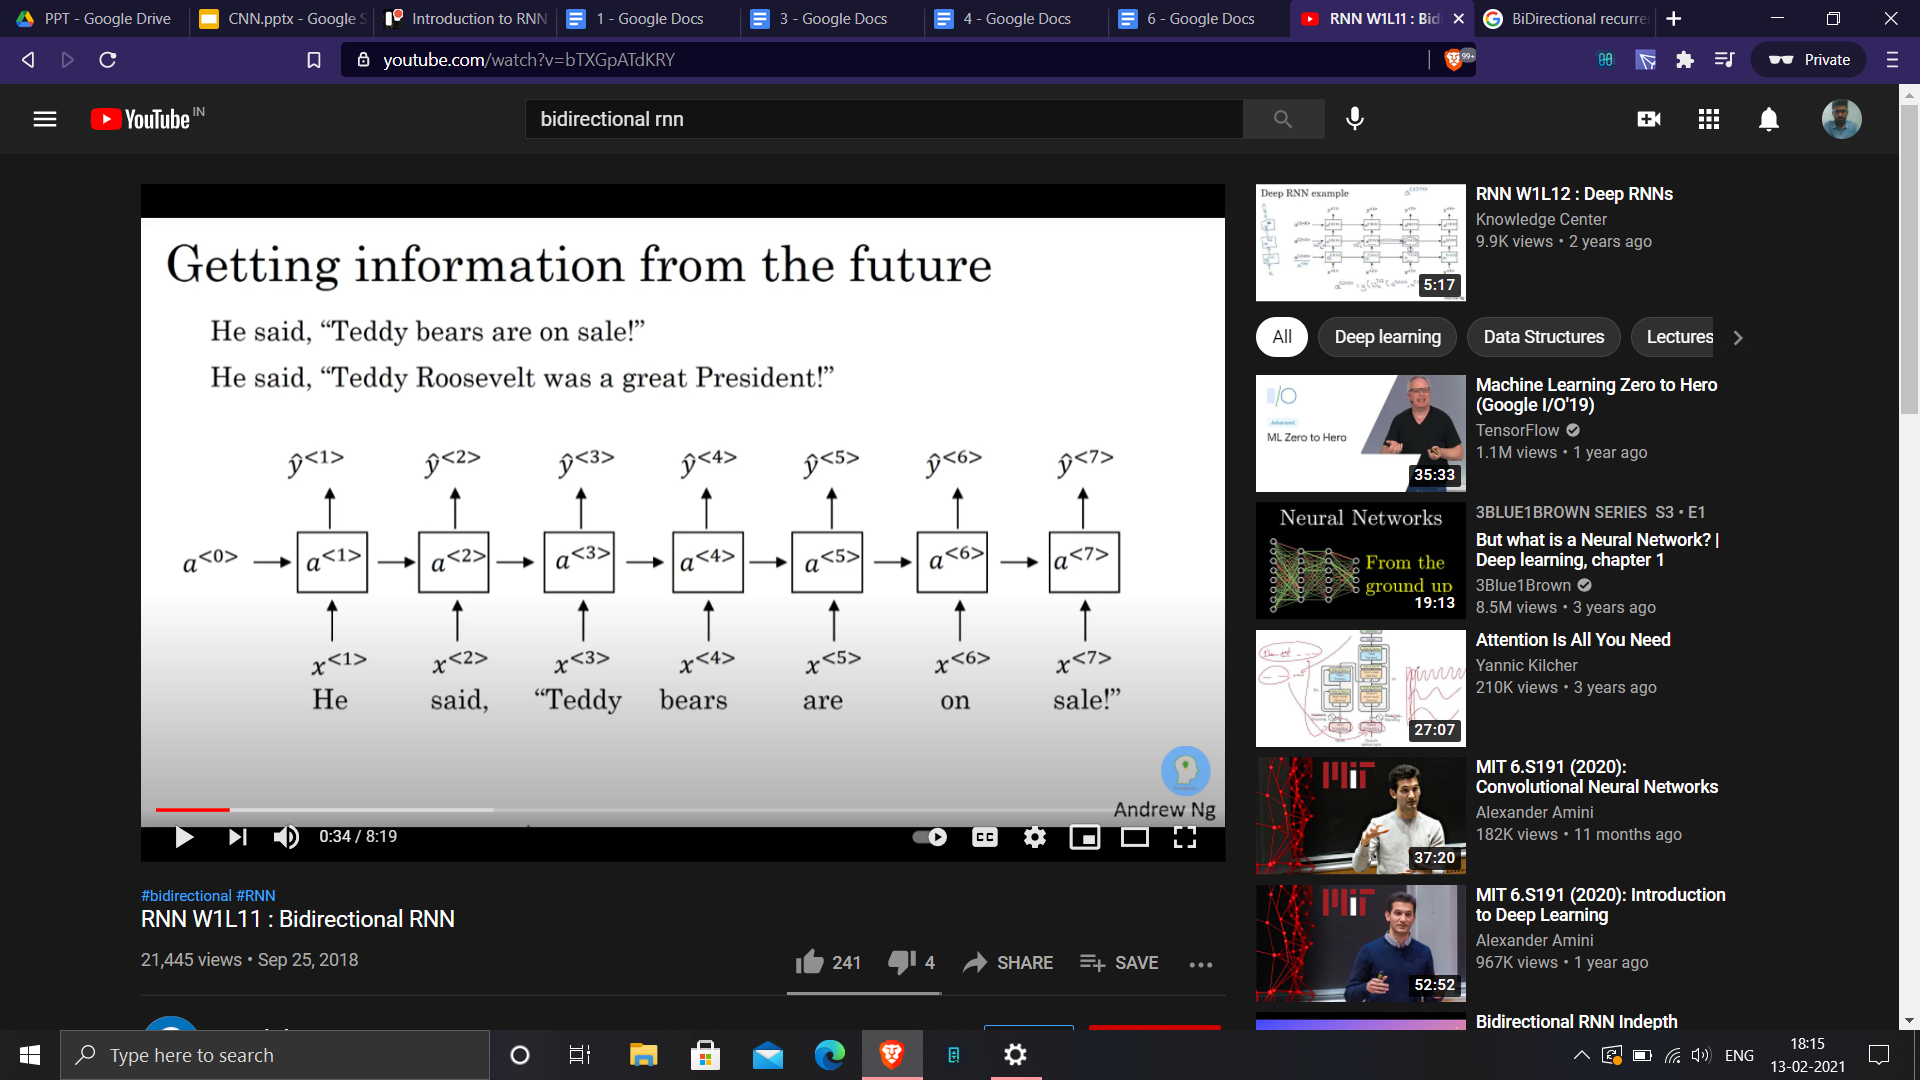 PPT - Google Drive
CNN.pptx - Google S
Introduction to RNN
1 - Google Docs
3 - Google Docs
4 - Google Docs
6 - Google Docs
RNN W1L11 : Bid
BiDirectional recurre
youtube.com/watch?v=bTXGpATdKRY
99+
Private
YouTube IN
bidirectional rnn
Getting information from the future
He said, “Teddy bears are on sale!”
He said, “Teddy Roosevelt was a great President!”
ŷ<1> ŷ<2> ŷ<3> ŷ<4> ŷ<5> ŷ<6> ŷ<7>
a<0> a<1> a<2> a<3> a<4> a<5> a<6> a<7>
x<1> x<2> x<3> x<4> x<5> x<6> x<7>
He said, “Teddy bears are on sale!”
Andrew Ng
0:34 / 8:19
CC
#bidirectional #RNN
RNN W1L11 : Bidirectional RNN
21,445 views • Sep 25, 2018
241
4
SHARE
SAVE
Deep RNN example
5:17
RNN W1L12 : Deep RNNs
Knowledge Center
9.9K views • 2 years ago
All
Deep learning
Data Structures
Lectures
I/O
Advanced
ML Zero to Hero
35:33
Machine Learning Zero to Hero
(Google I/O'19)
TensorFlow
1.1M views • 1 year ago
Neural Networks
From the
ground up
19:13
3BLUE1BROWN SERIES S3 • E1
But what is a Neural Network? |
Deep learning, chapter 1
3Blue1Brown
8.5M views • 3 years ago
27:07
Attention Is All You Need
Yannic Kilcher
210K views • 3 years ago
MIT
37:20
MIT 6.S191 (2020):
Convolutional Neural Networks
Alexander Amini
182K views • 11 months ago
MIT
52:52
MIT 6.S191 (2020): Introduction
to Deep Learning
Alexander Amini
967K views • 1 year ago
Bidirectional RNN Indepth
Type here to search
ENG
18:15
13-02-2021